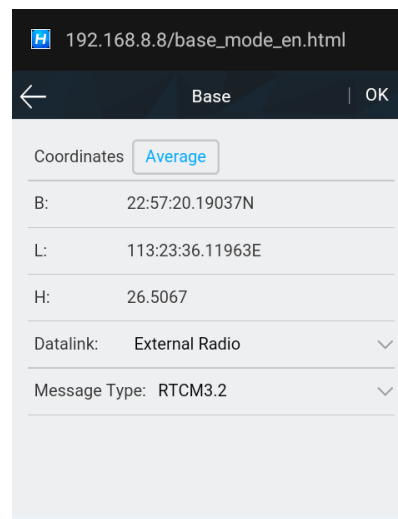 H 192.168.8.8/base_mode_en.html
Base | OK
Coordinates Average
B: 22:57:20.19037N
L: 113:23:36.11963E
H: 26.5067
Datalink: External Radio
Message Type: RTCM3.2